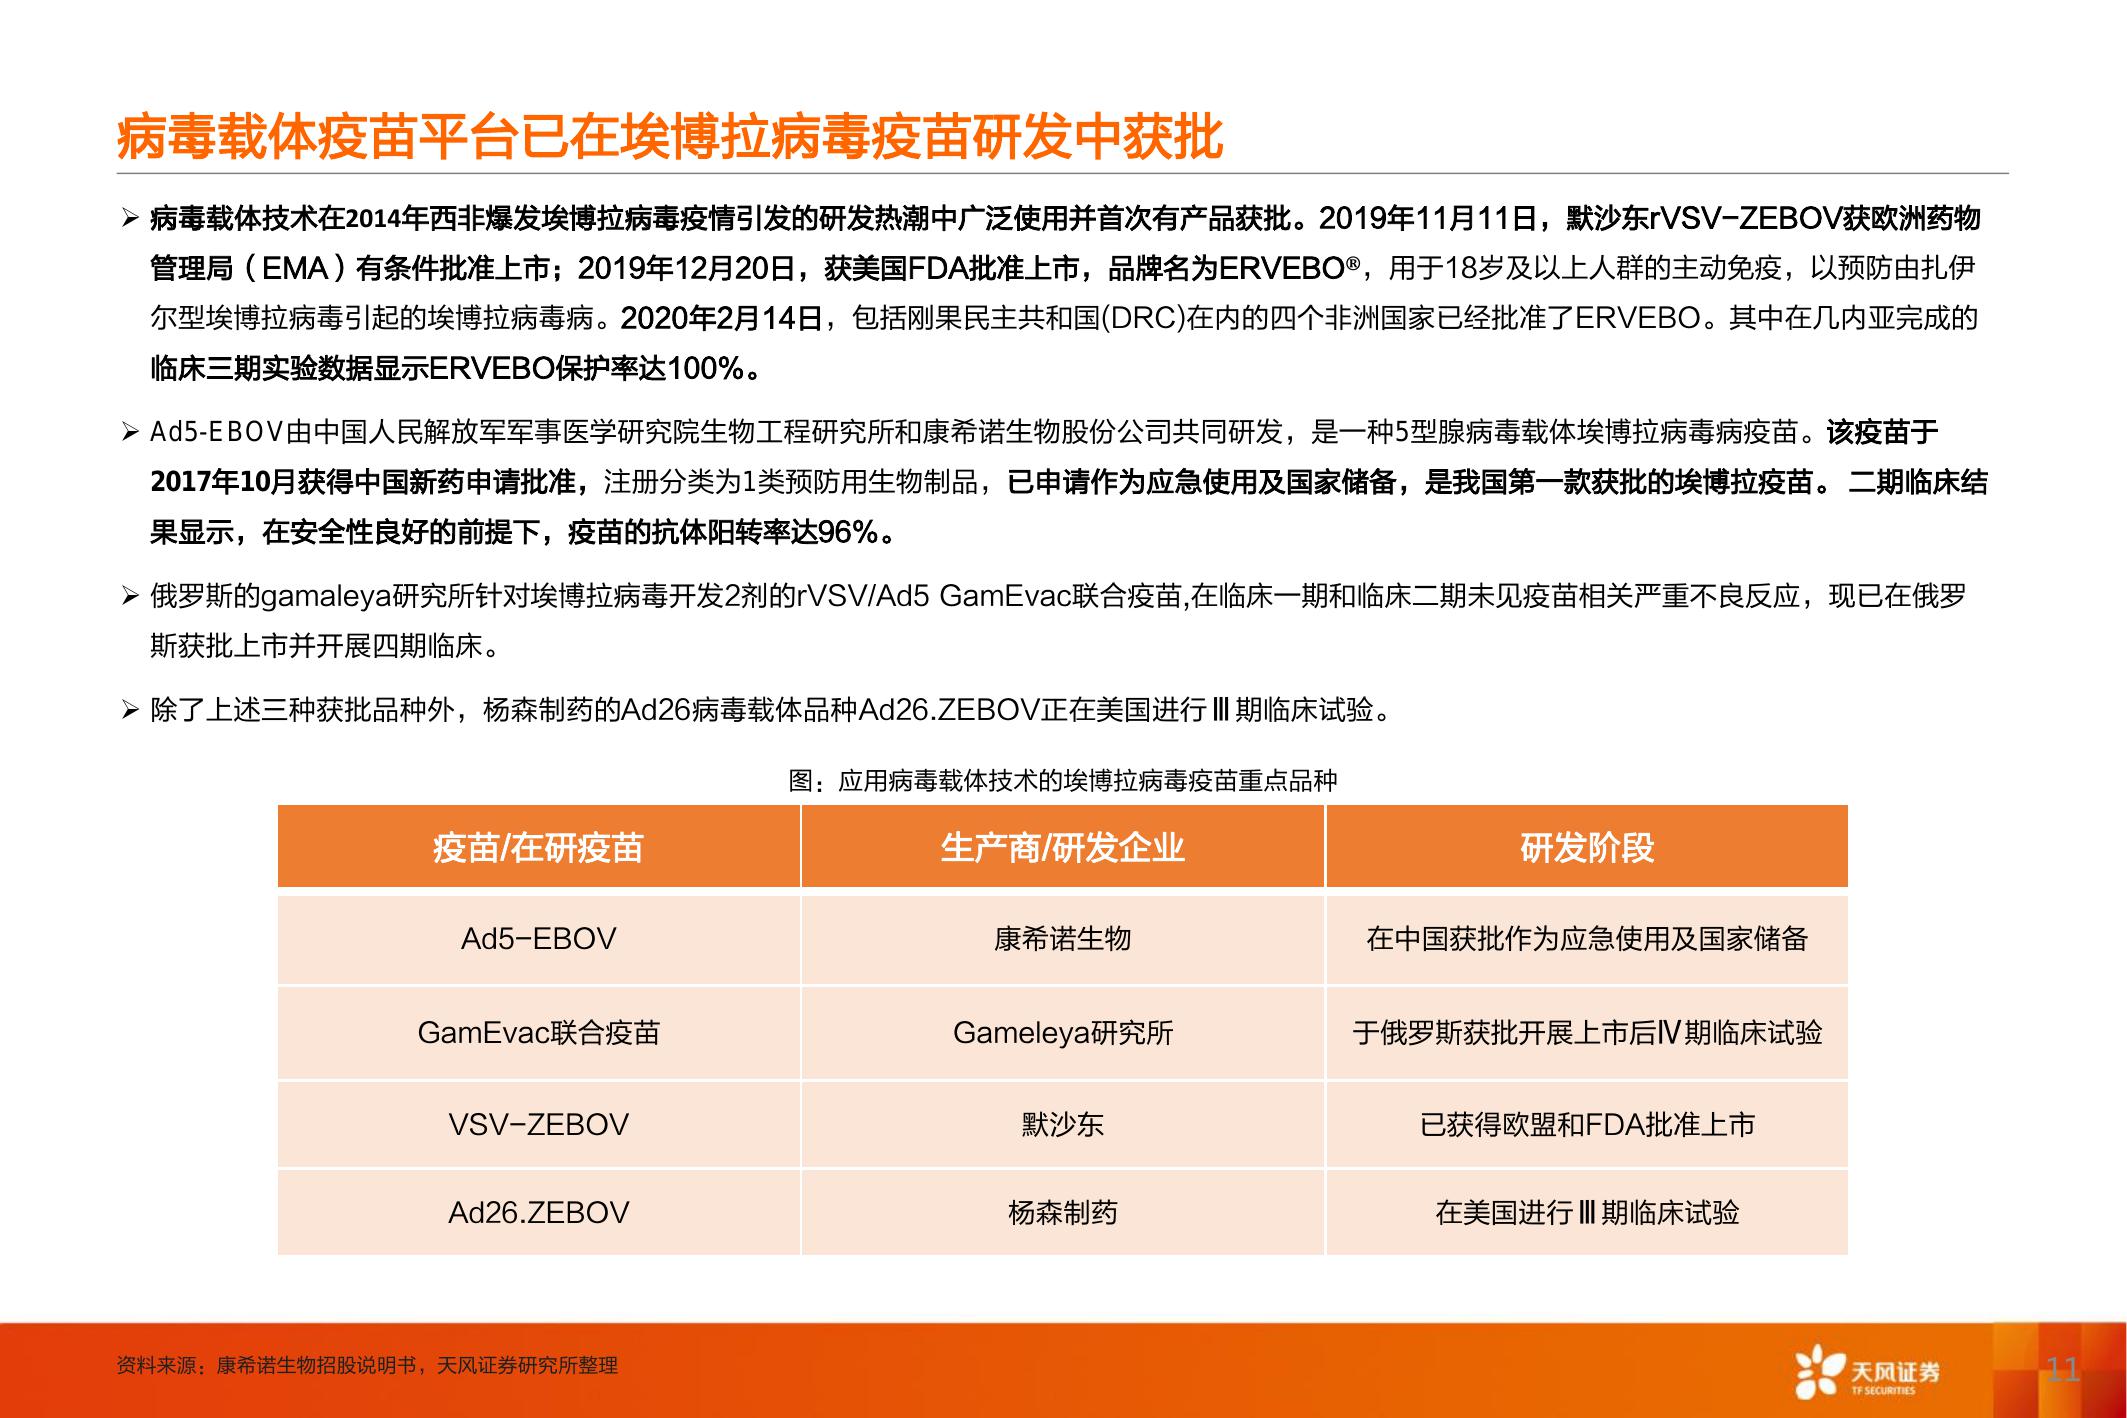 病毒载体疫苗平台已在埃博拉病毒疫苗研发中获批
➢ 病毒载体技术在2014年西非爆发埃博拉病毒疫情引发的研发热潮中广泛使用并首次有产品获批。2019年11月11日，默沙东rVSV-ZEBOV获欧洲药物
管理局（EMA）有条件批准上市；2019年12月20日，获美国FDA批准上市，品牌名为ERVEBO®，用于18岁及以上人群的主动免疫，以预防由扎伊
尔型埃博拉病毒引起的埃博拉病毒病。2020年2月14日，包括刚果民主共和国(DRC)在内的四个非洲国家已经批准了ERVEBO。其中在几内亚完成的
临床三期实验数据显示ERVEBO保护率达100%。
➢ Ad5-EBOV由中国人民解放军军事医学研究院生物工程研究所和康希诺生物股份公司共同研发，是一种5型腺病毒载体埃博拉病毒病疫苗。该疫苗于
2017年10月获得中国新药申请批准，注册分类为1类预防用生物制品，已申请作为应急使用及国家储备，是我国第一款获批的埃博拉疫苗。 二期临床结
果显示，在安全性良好的前提下，疫苗的抗体阳转率达96%。
➢ 俄罗斯的gamaleya研究所针对埃博拉病毒开发2剂的rVSV/Ad5 GamEvac联合疫苗,在临床一期和临床二期未见疫苗相关严重不良反应，现已在俄罗
斯获批上市并开展四期临床。
➢ 除了上述三种获批品种外，杨森制药的Ad26病毒载体品种Ad26.ZEBOV正在美国进行Ⅲ期临床试验。
图：应用病毒载体技术的埃博拉病毒疫苗重点品种
疫苗/在研疫苗 生产商/研发企业 研发阶段
Ad5-EBOV 康希诺生物 在中国获批作为应急使用及国家储备
GamEvac联合疫苗 Gameleya研究所 于俄罗斯获批开展上市后Ⅳ期临床试验
VSV-ZEBOV 默沙东 已获得欧盟和FDA批准上市
Ad26.ZEBOV 杨森制药 在美国进行Ⅲ期临床试验
资料来源：康希诺生物招股说明书，天风证券研究所整理
天风证券
TF SECURITIES
11